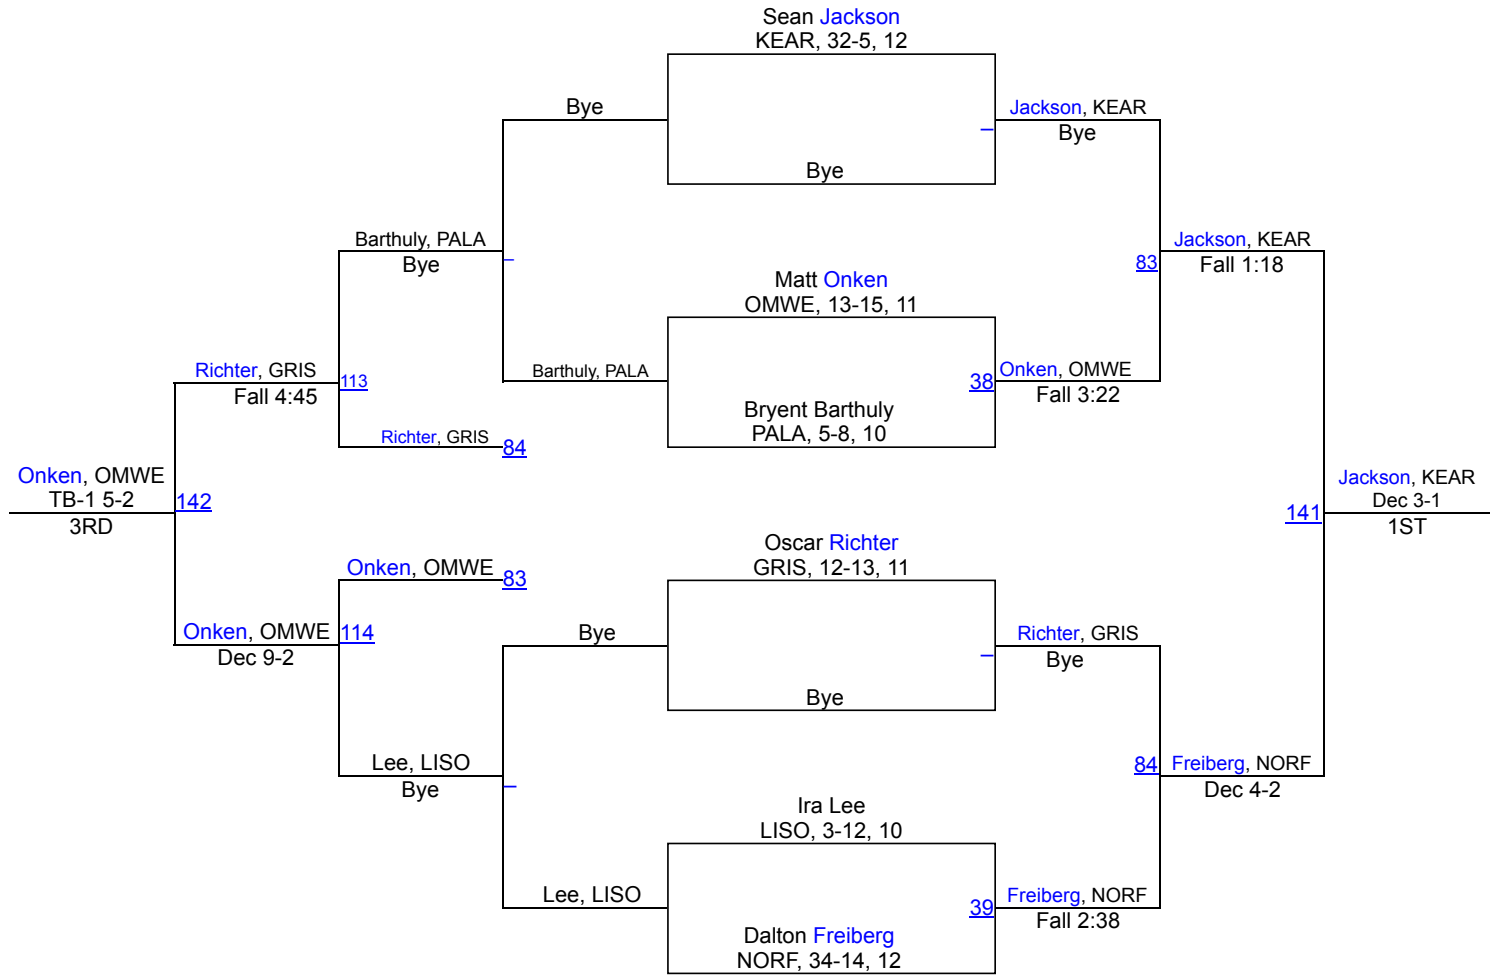 Sean Jackson
KEAR, 32-5, 12
Bye
Jackson, KEAR
–
Bye
Bye
Barthuly, PALA
Bye
–
Jackson, KEAR
83
Fall 1:18
Matt Onken
OMWE, 13-15, 11
Richter, GRIS
113
Fall 4:45
Barthuly, PALA
38
Onken, OMWE
Fall 3:22
Bryent Barthuly
PALA, 5-8, 10
Richter, GRIS
84
Onken, OMWE
TB-1 5-2
142
3RD
Jackson, KEAR
Dec 3-1
141
1ST
Oscar Richter
GRIS, 12-13, 11
Onken, OMWE
83
Onken, OMWE
114
Dec 9-2
Bye
Richter, GRIS
–
Bye
Bye
Lee, LISO
Bye
–
84
Freiberg, NORF
Dec 4-2
Ira Lee
LISO, 3-12, 10
Lee, LISO
39
Freiberg, NORF
Fall 2:38
Dalton Freiberg
NORF, 34-14, 12